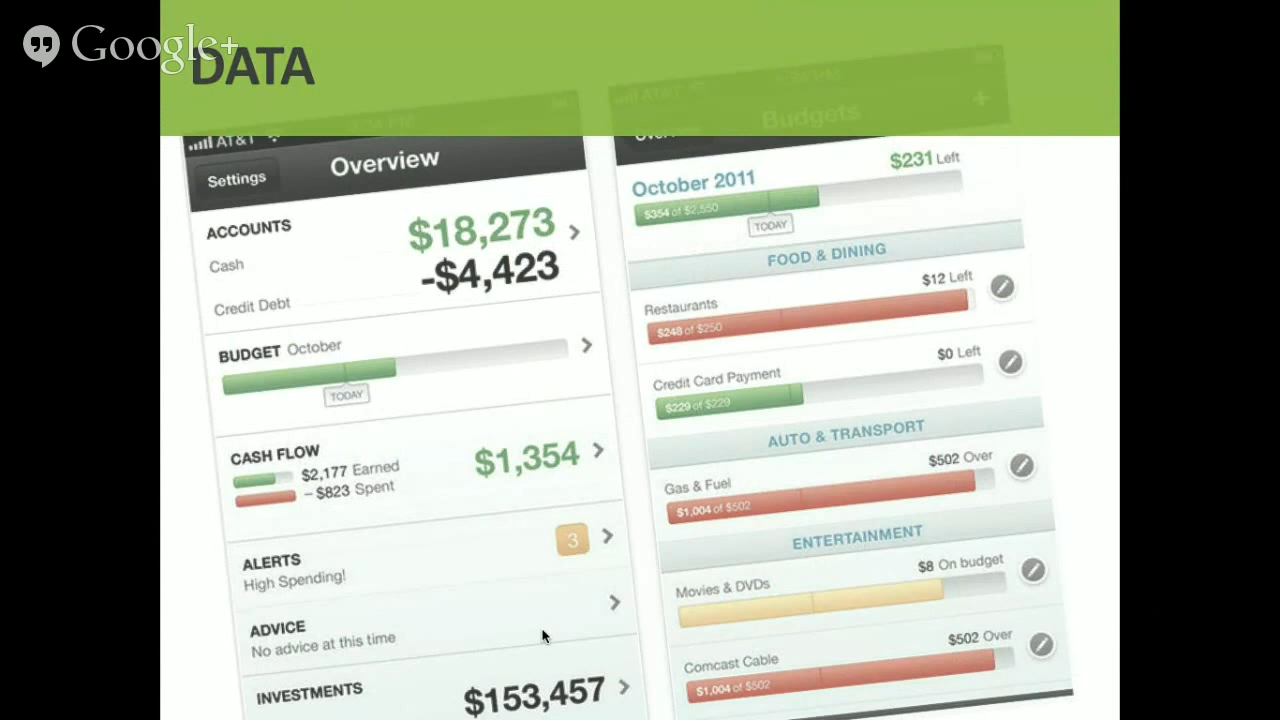 Google+
DATA
AT&T
Overview
Settings
ACCOUNTS
Cash
$18,273
Credit Debt
-$4,423
BUDGET October
TODAY
CASH FLOW
$2,177 Earned
– $823 Spent
$1,354
ALERTS
High Spending!
3
ADVICE
No advice at this time
INVESTMENTS
$153,457
AT&T
Budgets
+
October 2011
$231 Left
$354 of $2,550
TODAY
FOOD & DINING
Restaurants
$12 Left
$248 of $250
Credit Card Payment
$0 Left
$229 of $229
AUTO & TRANSPORT
Gas & Fuel
$502 Over
$1,004 of $502
ENTERTAINMENT
Movies & DVDs
$8 On budget
Comcast Cable
$502 Over
$1,004 of $502